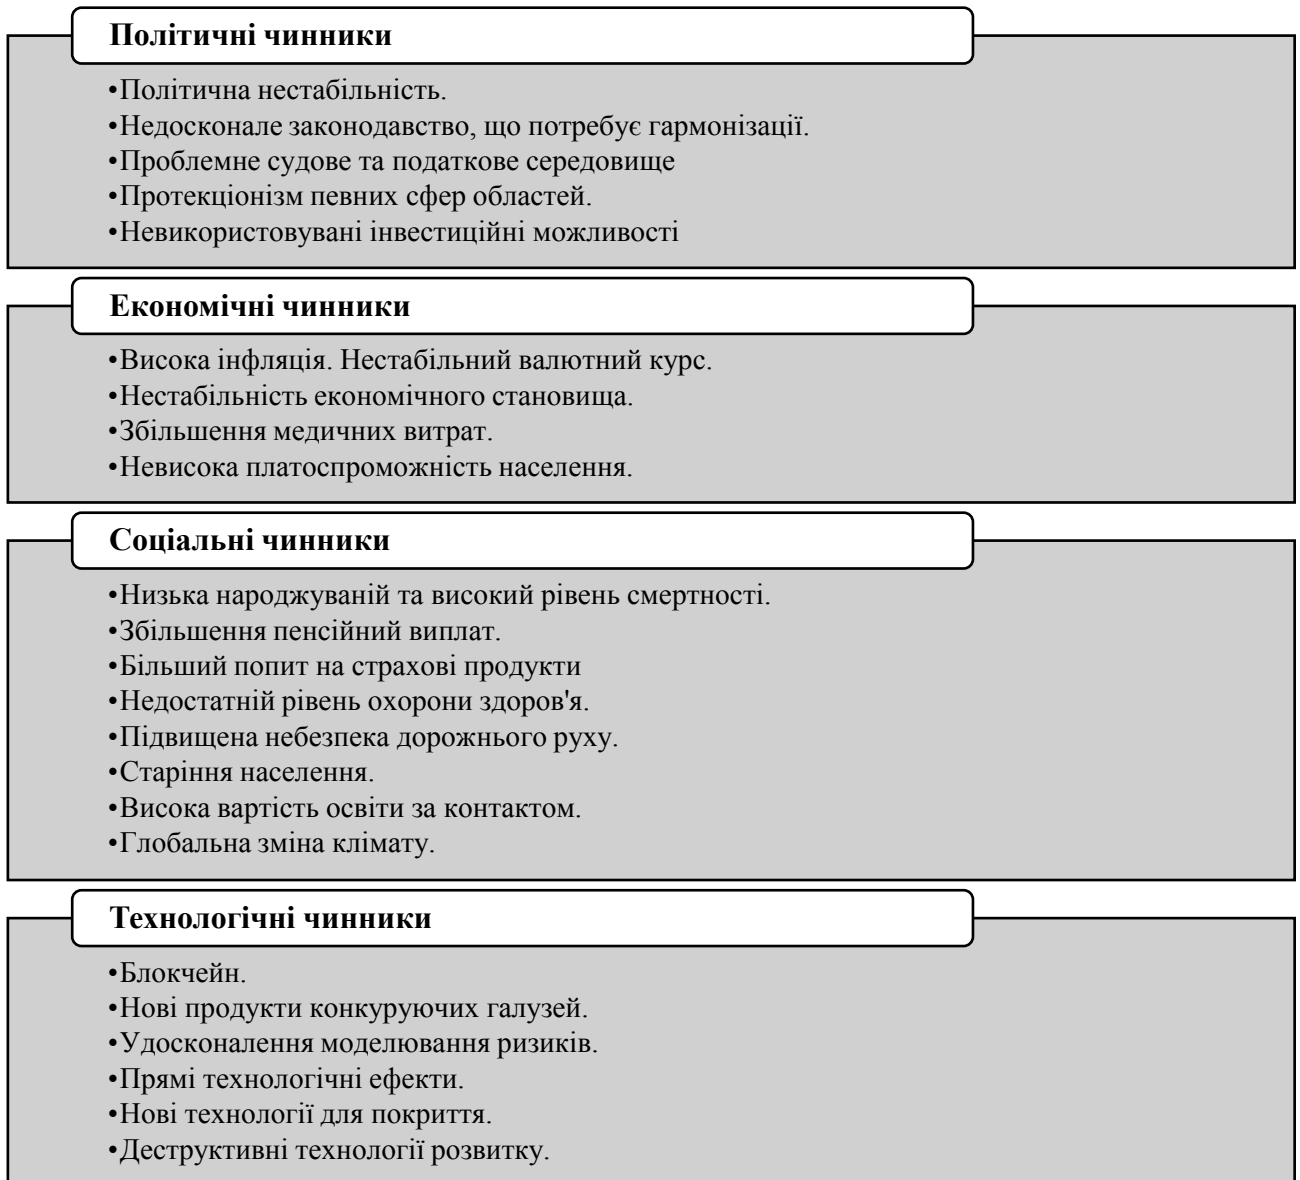 Політичні чинники
•Політична нестабільність.
•Недосконале законодавство, що потребує гармонізації.
•Проблемне судове та податкове середовище
•Протекціонізм певних сфер областей.
•Невикористовувані інвестиційні можливості
Економічні чинники
•Висока інфляція. Нестабільний валютний курс.
•Нестабільність економічного становища.
•Збільшення медичних витрат.
•Невисока платоспроможність населення.
Соціальні чинники
•Низька народжуваній та високий рівень смертності.
•Збільшення пенсійний виплат.
•Більший попит на страхові продукти
•Недостатній рівень охорони здоров'я.
•Підвищена небезпека дорожнього руху.
•Старіння населення.
•Висока вартість освіти за контактом.
•Глобальна зміна клімату.
Технологічні чинники
•Блокчейн.
•Нові продукти конкуруючих галузей.
•Удосконалення моделювання ризиків.
•Прямі технологічні ефекти.
•Нові технології для покриття.
•Деструктивні технології розвитку.